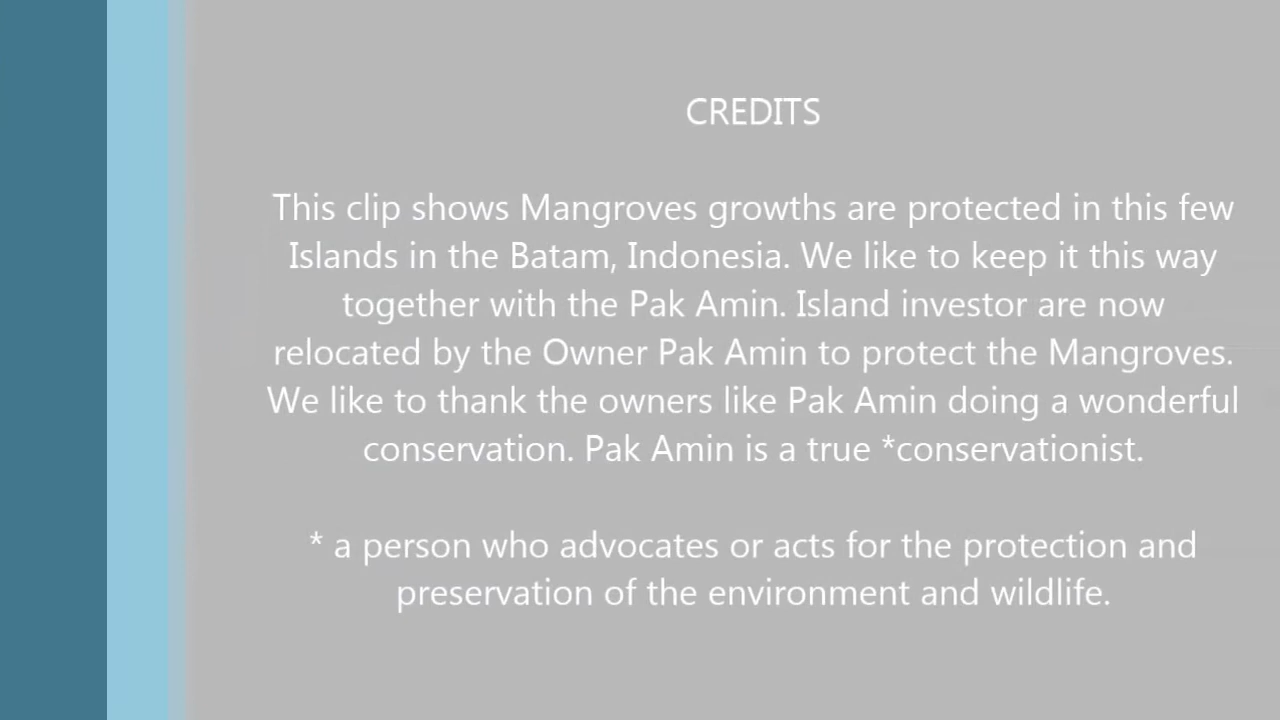 CREDITS
This clip shows Mangroves growths are protected in this few
Islands in the Batam, Indonesia. We like to keep it this way
together with the Pak Amin. Island investor are now
relocated by the Owner Pak Amin to protect the Mangroves.
We like to thank the owners like Pak Amin doing a wonderful
conservation. Pak Amin is a true *conservationist.
* a person who advocates or acts for the protection and
preservation of the environment and wildlife.